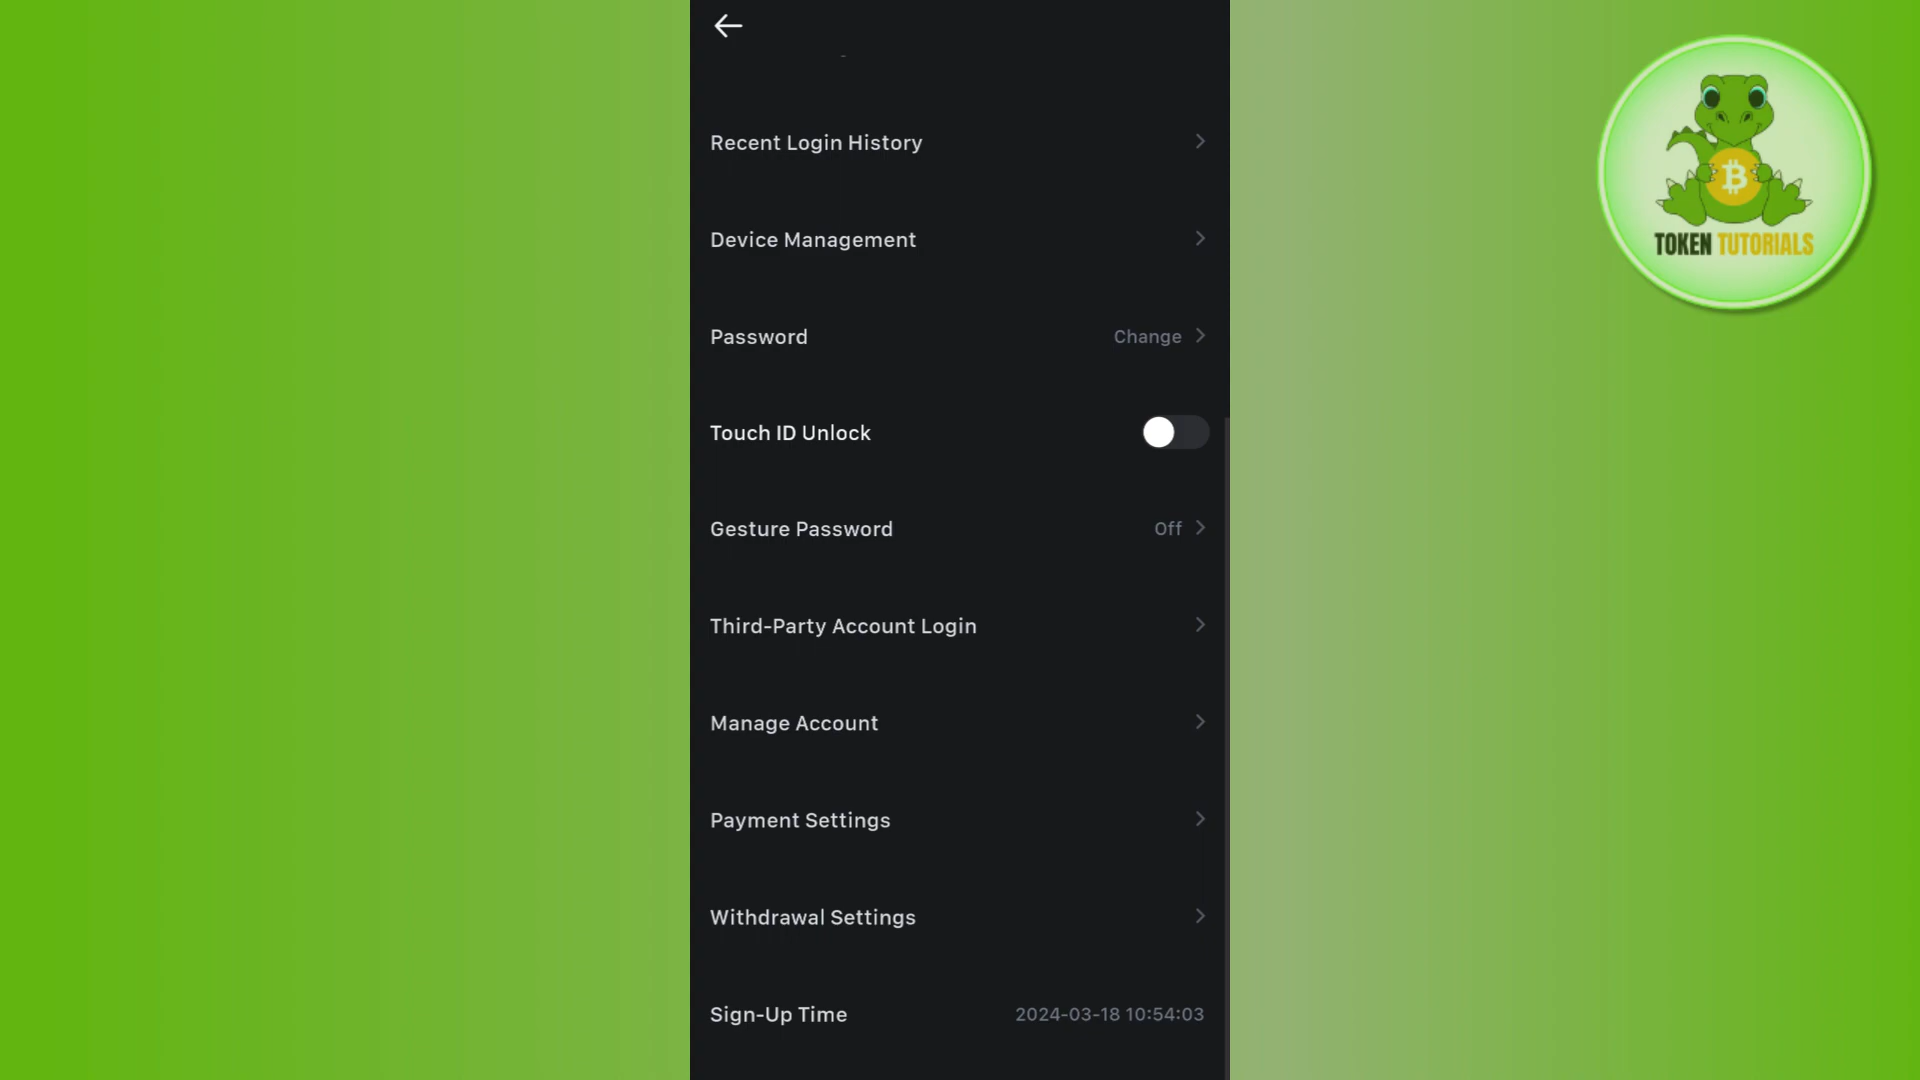 Recent Login History
Device Management
Password Change
Touch ID Unlock
Gesture Password Off
Third-Party Account Login
Manage Account
Payment Settings
Withdrawal Settings
Sign-Up Time 2024-03-18 10:54:03
TOKEN TUTORIALS